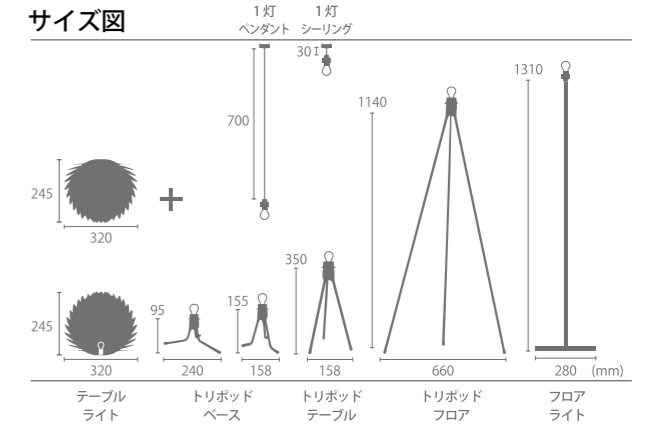 サイズ図
1灯
ペンダント
1灯
シーリング
30
1310
1140
700
245
320
350
245
95
155
320
240
158
158
660
280 (mm)
テーブル
ライト
トリポッド
ベース
トリポッド
テーブル
トリポッド
フロア
フロア
ライト